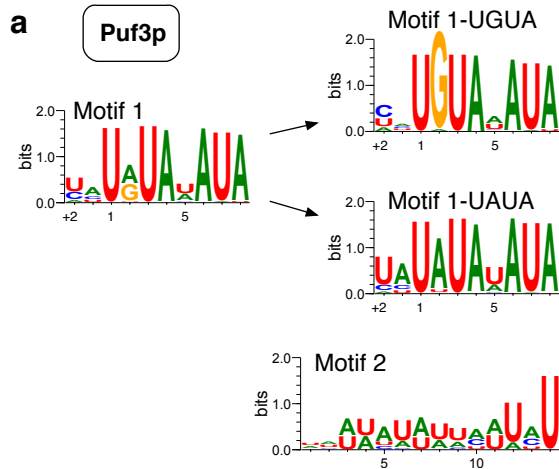 a
Puf3p
Motif 1-UGUA
2.0
1.0
0.0
bits
C
U
A
U G U A A A U A
U
+2 1 5
Motif 1
2.0
1.0
0.0
bits
U A U A U A U A A U A
C C G A
+2 1 5
Motif 1-UAUA
2.0
1.0
0.0
bits
U A U A U A U A U A
C C U A
+2 1 5
Motif 2
2.0
1.0
0.0
bits
A U A U A U U A A U A U
U A C U U A C U C
5 10